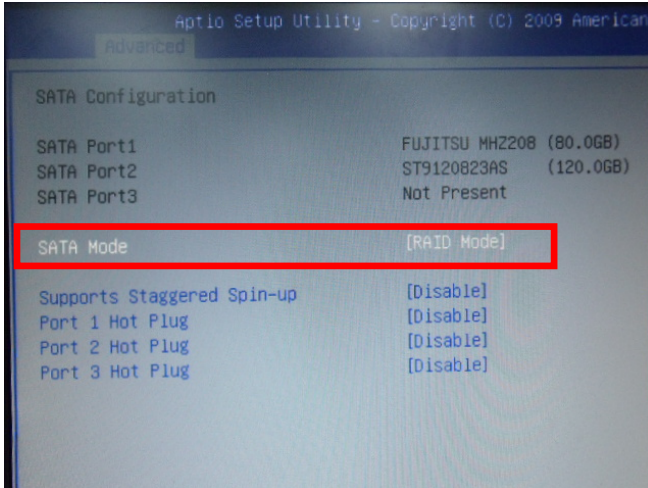 Aptio Setup Utility - Copyright (C) 2009 American
Advanced
SATA Configuration
SATA Port1 FUJITSU MHZ208 (80.0GB)
SATA Port2 ST9120823AS (120.0GB)
SATA Port3 Not Present
SATA Mode [RAID Mode]
Supports Staggered Spin-up [Disable]
Port 1 Hot Plug [Disable]
Port 2 Hot Plug [Disable]
Port 3 Hot Plug [Disable]